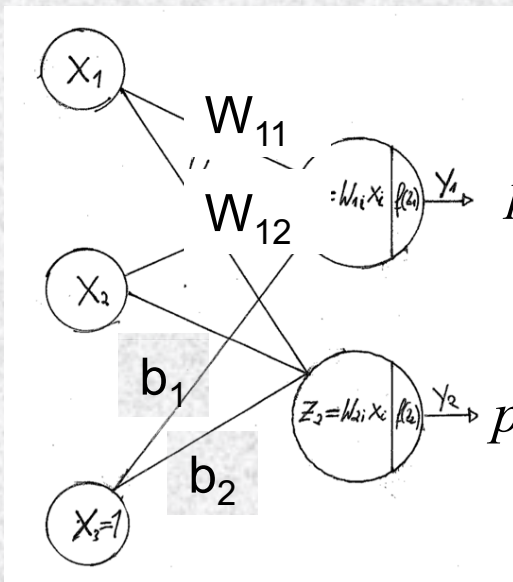 X₁
W₁₁
=W₁ᵢ Xᵢ f(z₁) Y₁
W₁₂
X₂
b₁
Z₂=W₂ᵢ Xᵢ f(z₂) Y₂
p
b₂
X₃=1